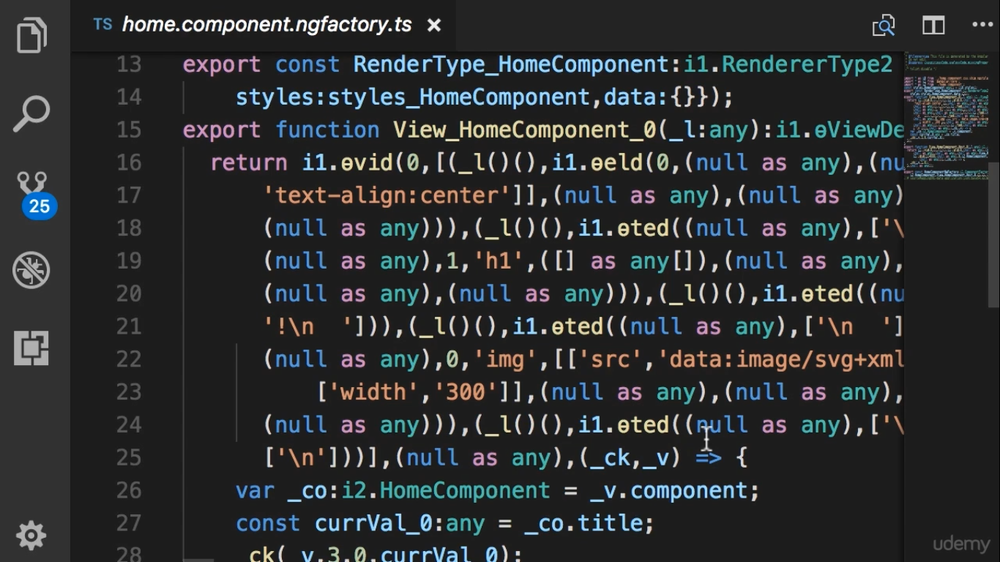 TS home.component.ngfactory.ts ×
13 export const RenderType_HomeComponent:i1.RendererType2
14 styles:styles_HomeComponent,data:{}});
15 export function View_HomeComponent_0(_l:any):i1.ɵViewDe
16 return i1.ɵvid(0,[(_l()(),i1.ɵeld(0,(null as any),(nu
17 'text-align:center']],(null as any),(null as any)
18 (null as any))),(_l()(),i1.ɵted((null as any),['\
19 (null as any),1,'h1',([] as any[]),(null as any),
20 (null as any),(null as any))),(_l()(),i1.ɵted((nu
21 '!\n  '])),(_l()(),i1.ɵted((null as any),['\n  ']
22 (null as any),0,'img',[['src','data:image/svg+xml
23 ['width','300']],(null as any),(null as any),
24 (null as any))),(_l()(),i1.ɵted((null as any),['\
25 ['\n']))],(null as any),(_ck,_v) => {
26 var _co:i2.HomeComponent = _v.component;
27 const currVal_0:any = _co.title;
28 _ck(_v,3,0,currVal_0);
25
udemy